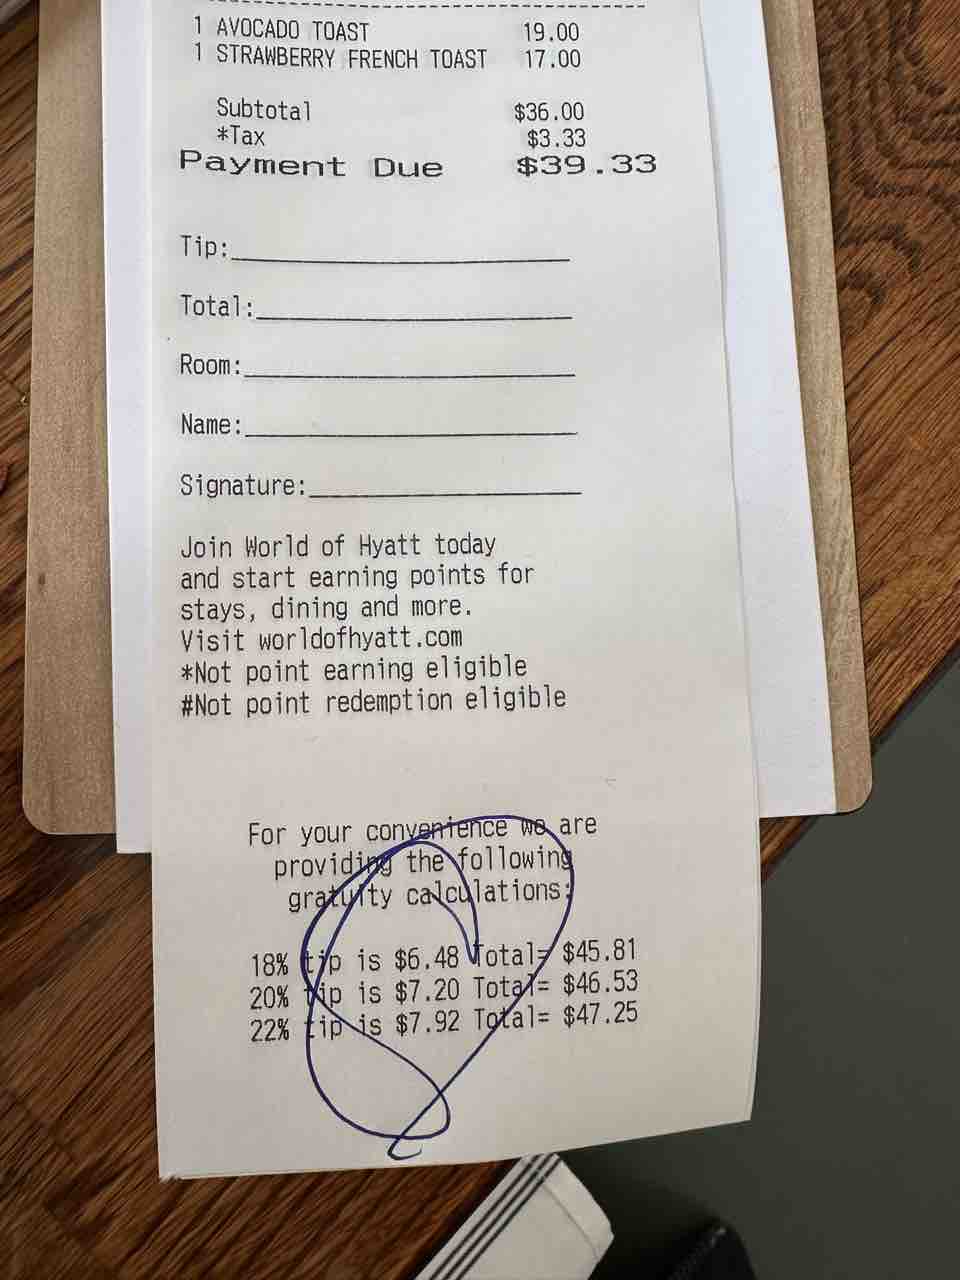 1 AVOCADO TOAST 19.00
1 STRAWBERRY FRENCH TOAST 17.00
Subtotal $36.00
*Tax $3.33
Payment Due $39.33
Tip:
Total:
Room:
Name:
Signature:
Join World of Hyatt today
and start earning points for
stays, dining and more.
Visit worldofhyatt.com
*Not point earning eligible
#Not point redemption eligible
For your convenience we are
providing the following
gratuity calculations:
18% tip is $6.48 Total= $45.81
20% tip is $7.20 Total= $46.53
22% tip is $7.92 Total= $47.25